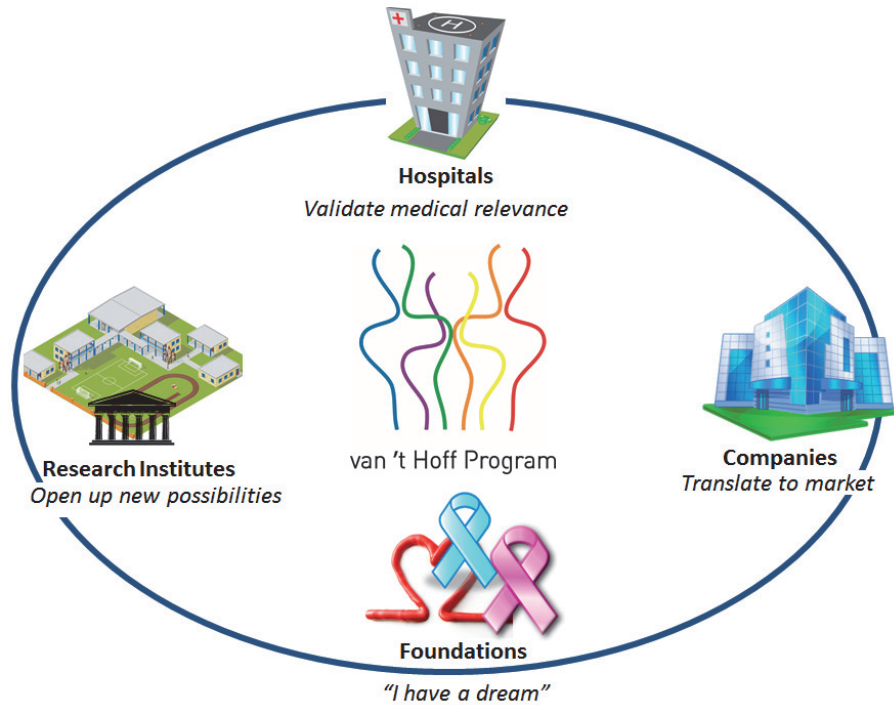 H
Hospitals
Validate medical relevance
Research Institutes
Open up new possibilities
van 't Hoff Program
Companies
Translate to market
Foundations
“I have a dream”